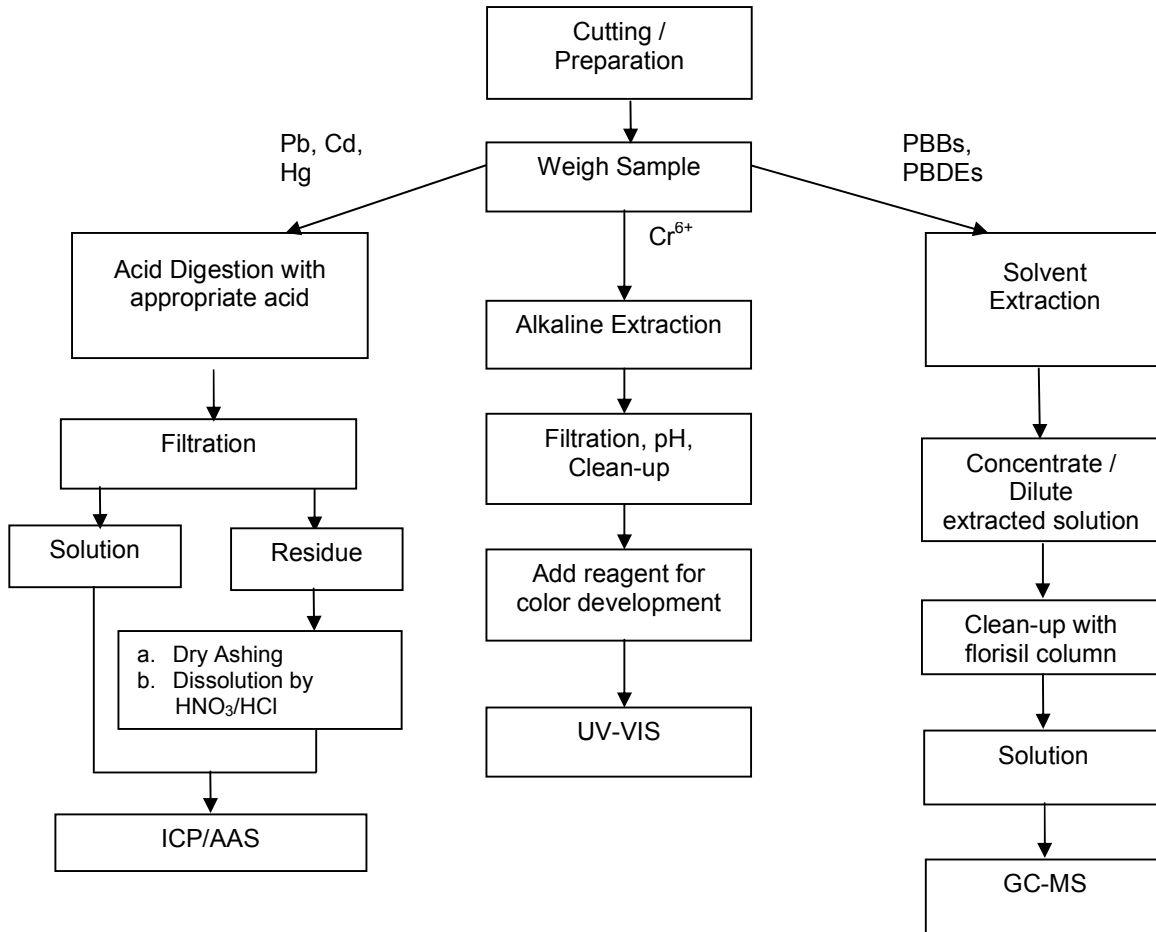 Cutting /
Preparation
Pb, Cd,
Hg
Weigh Sample
PBBs,
PBDEs
Cr⁶⁺
Acid Digestion with
appropriate acid
Alkaline Extraction
Solvent
Extraction
Filtration
Filtration, pH,
Clean-up
Concentrate /
Dilute
extracted solution
Solution
Residue
Add reagent for
color development
a. Dry Ashing
b. Dissolution by
HNO₃/HCl
Clean-up with
florisil column
UV-VIS
Solution
ICP/AAS
GC-MS